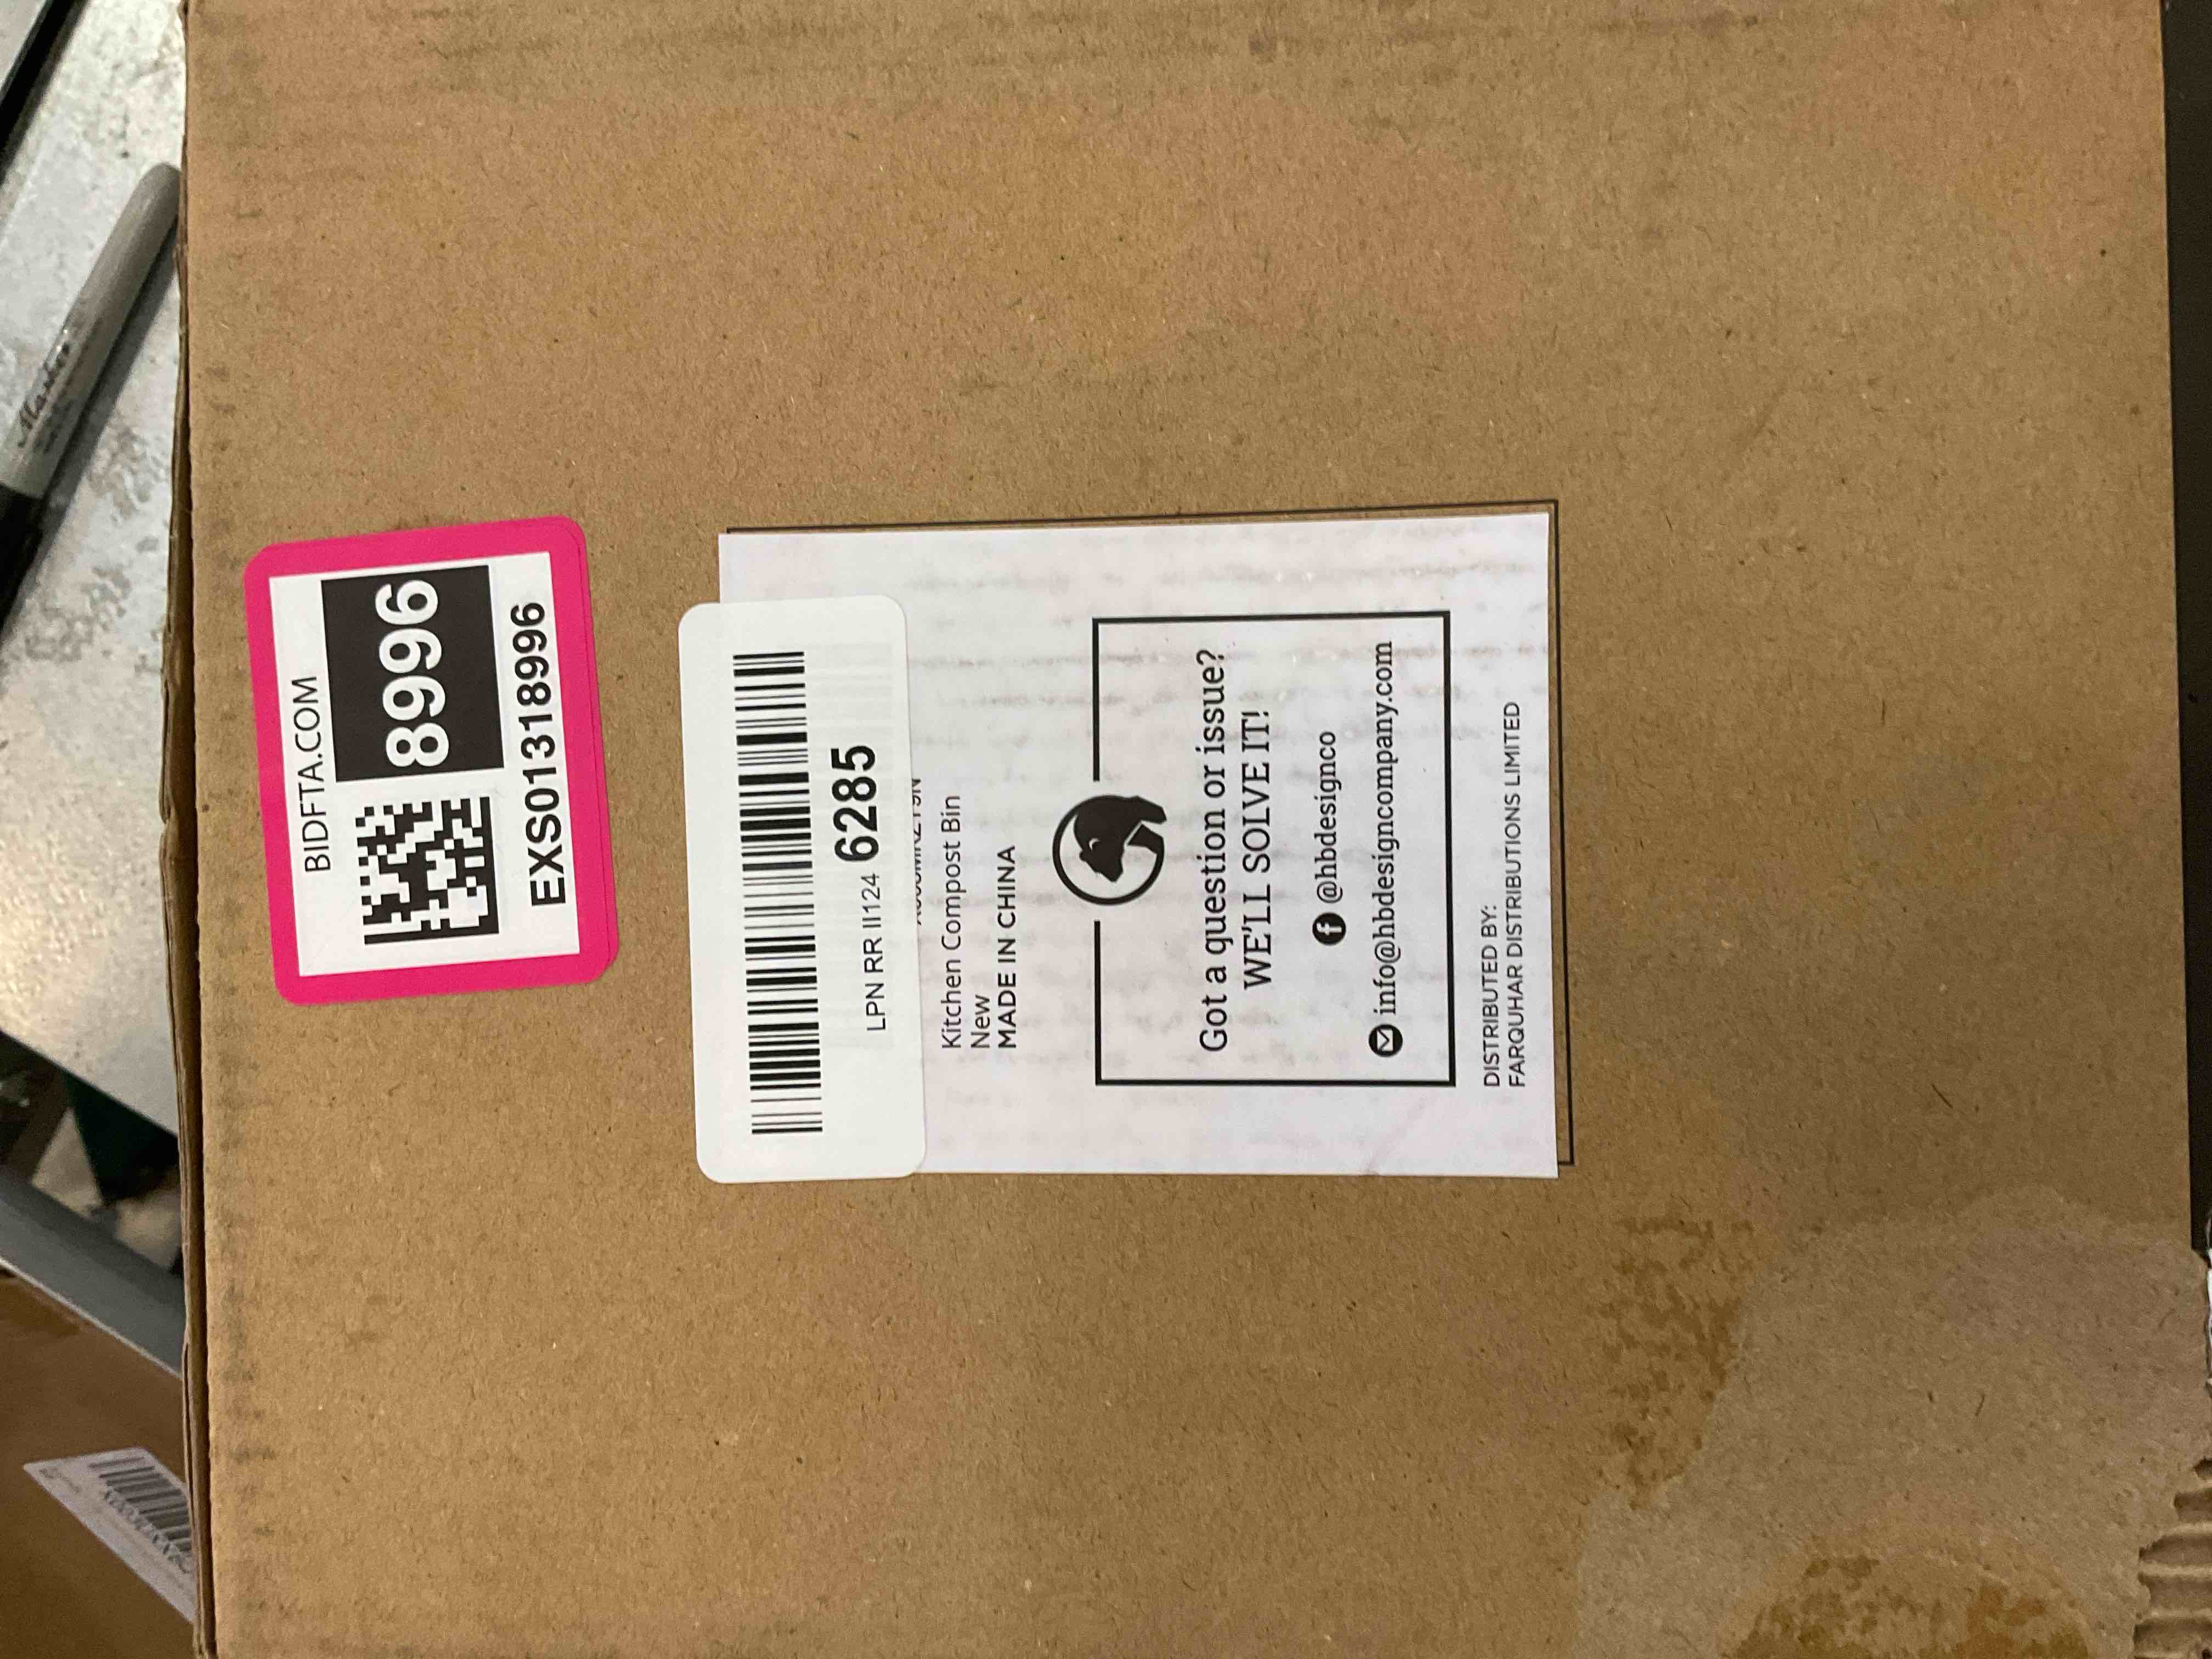 BIDFTA.COM
8996
EXS01318996
LPN RR II124 6285
Kitchen Compost Bin
New
MADE IN CHINA
Got a question or issue?
WE'LL SOLVE IT!
@hbdesignco
info@hbdesigncompany.com
DISTRIBUTED BY:
FARQUHAR DISTRIBUTIONS LIMITED